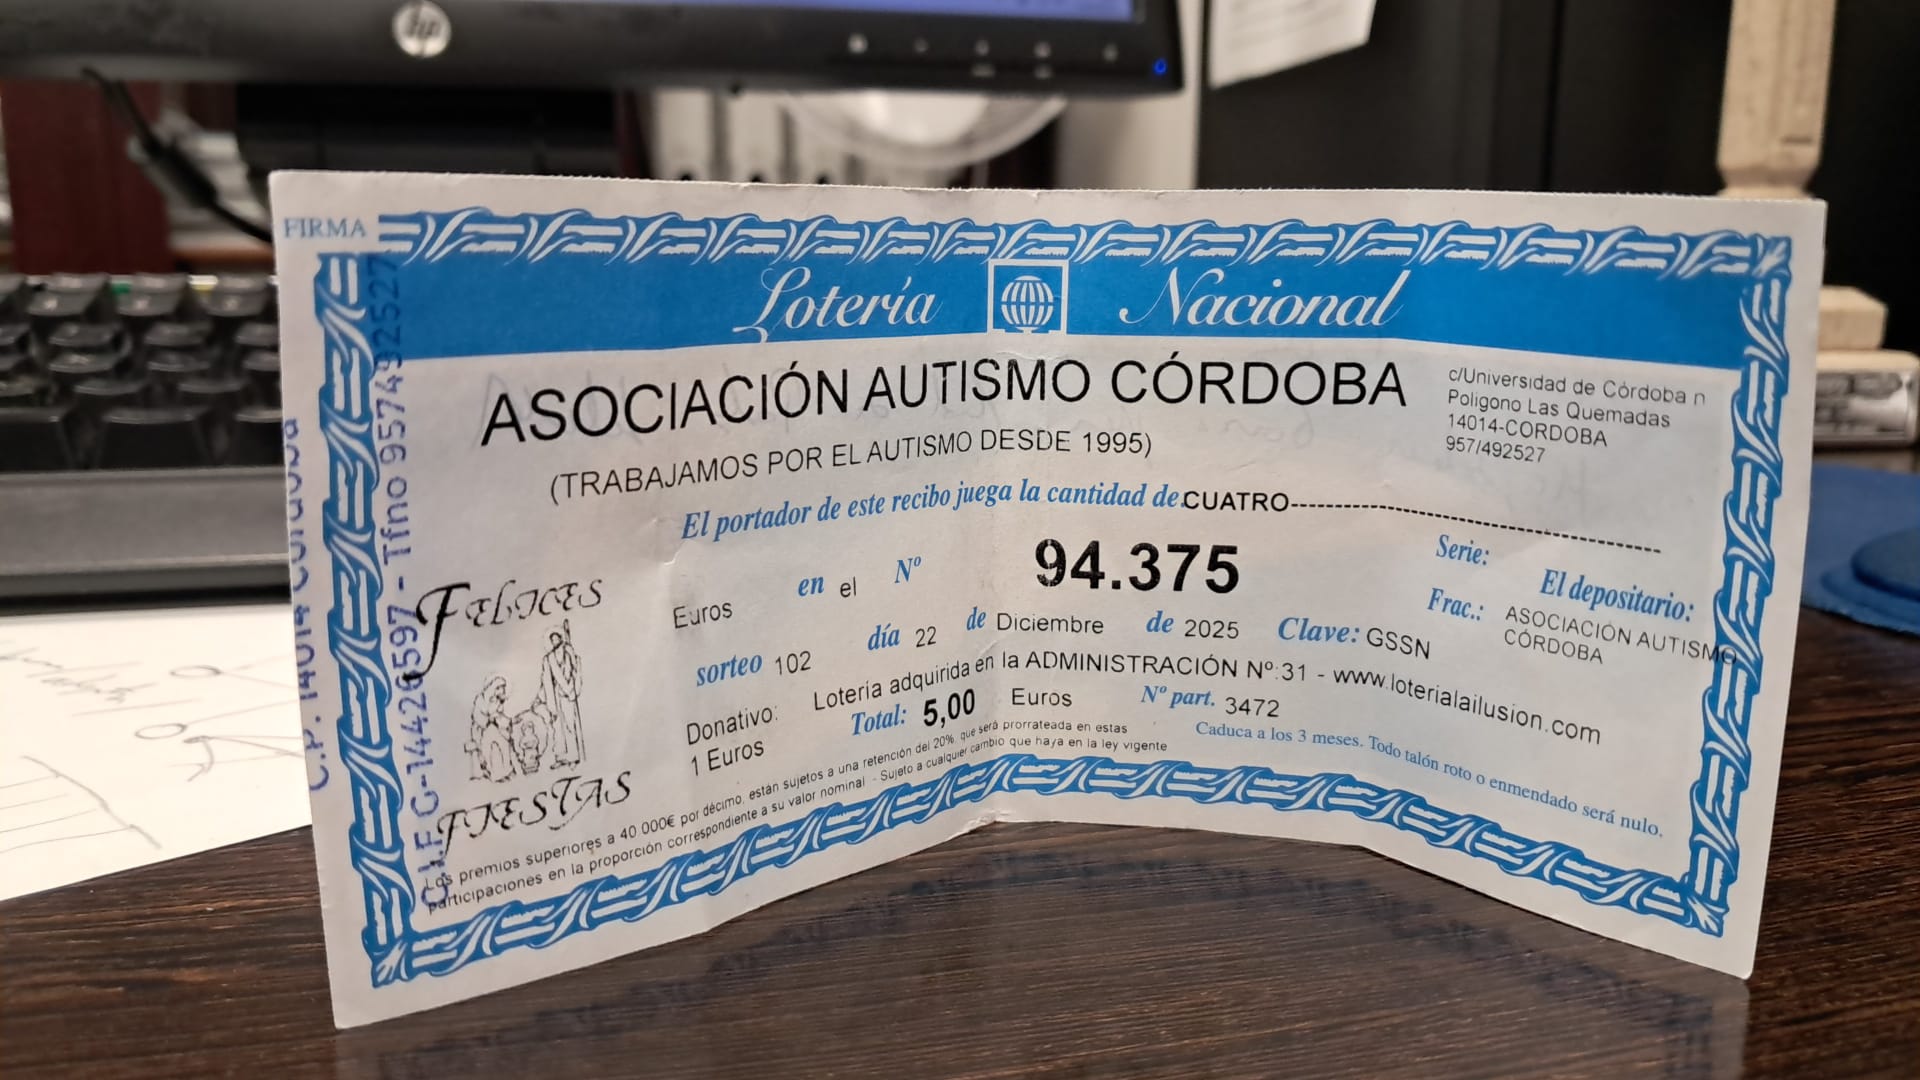 hp
FIRMA
Lotería Nacional
ASOCIACIÓN AUTISMO CÓRDOBA
(TRABAJAMOS POR EL AUTISMO DESDE 1995)
c/Universidad de Córdoba n
Poligono Las Quemadas
14014-CORDOBA
957/492527
El portador de este recibo juega la cantidad de: CUATRO--------------------
Euros en el Nº 94.375
Serie:
Frac.:
El depositario:
ASOCIACIÓN AUTISMO
CÓRDOBA
sorteo 102 día 22 de Diciembre de 2025 Clave: GSSN
Lotería adquirida en la ADMINISTRACIÓN Nº:31 - www.loterialailusion.com
Donativo:
1 Euros
Total: 5,00 Euros Nº part. 3472
Caduca a los 3 meses. Todo talón roto o enmendado será nulo.
Los premios superiores a 40.000€ por décimo, están sujetos a una retención del 20%, que será prorrateada en estas
participaciones en la proporción correspondiente a su valor nominal - Sujeto a cualquier cambio que haya en la ley vigente
FELICES
FIESTAS
C.P. 14014 Córdoba
C.I.F. G-14426597 - Tfno 957492527